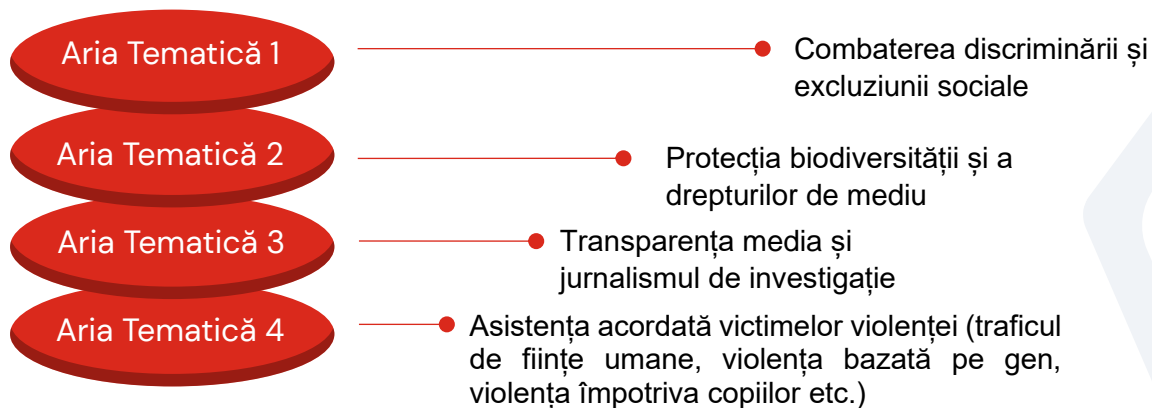 Aria Tematică 1
Combaterea discriminării și
excluziunii sociale
Aria Tematică 2
Protecția biodiversității și a
drepturilor de mediu
Aria Tematică 3
Transparența media și
jurnalismul de investigație
Aria Tematică 4
Asistența acordată victimelor violenței (traficul
de ființe umane, violența bazată pe gen,
violența împotriva copiilor etc.)